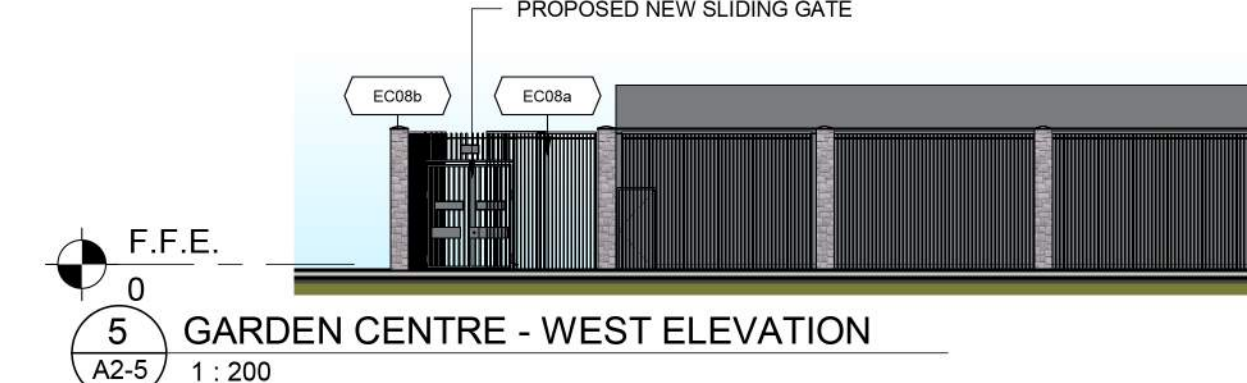 PROPOSED NEW SLIDING GATE
EC08b
EC08a
F.F.E.
0
5
GARDEN CENTRE - WEST ELEVATION
A2-5
1 : 200